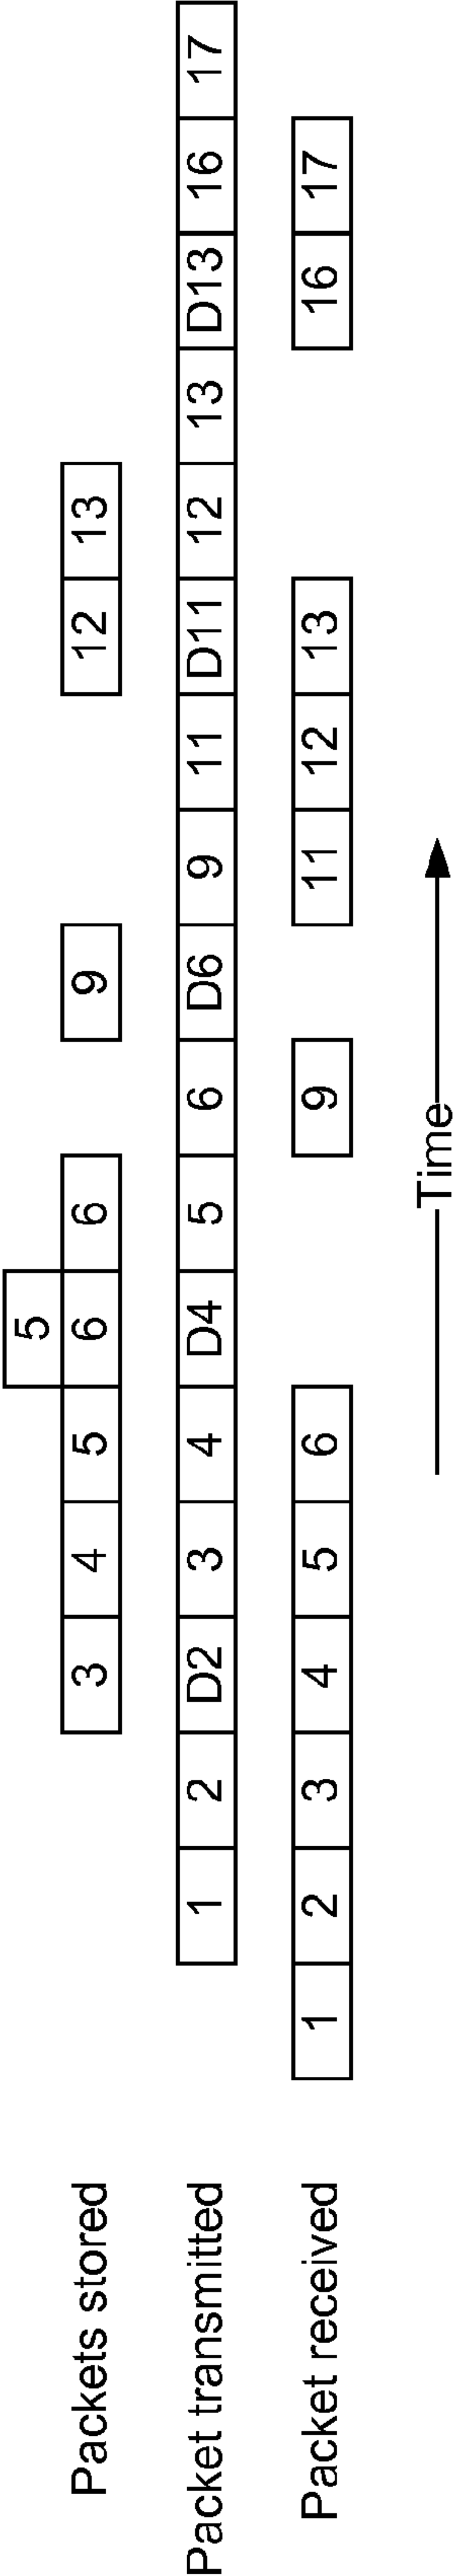 5
Packets stored 3 4 5 6 6 9 12 13
Packet transmitted 1 2 D2 3 4 D4 5 6 D6 9 11 D11 12 13 D13 16 17
Packet received 1 2 3 4 5 6 9 11 12 13 16 17
Time